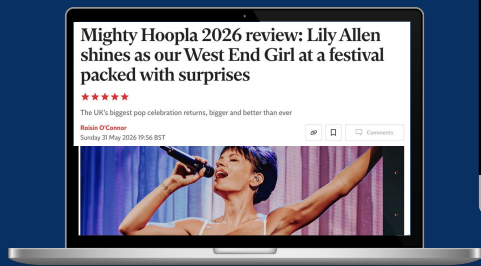 Mighty Hoopla 2026 review: Lily Allen
shines as our West End Girl at a festival
packed with surprises
The UK's biggest pop celebration returns, bigger and better than ever
Roisin O'Connor
Sunday 31 May 2026 19:56 BST
Comments